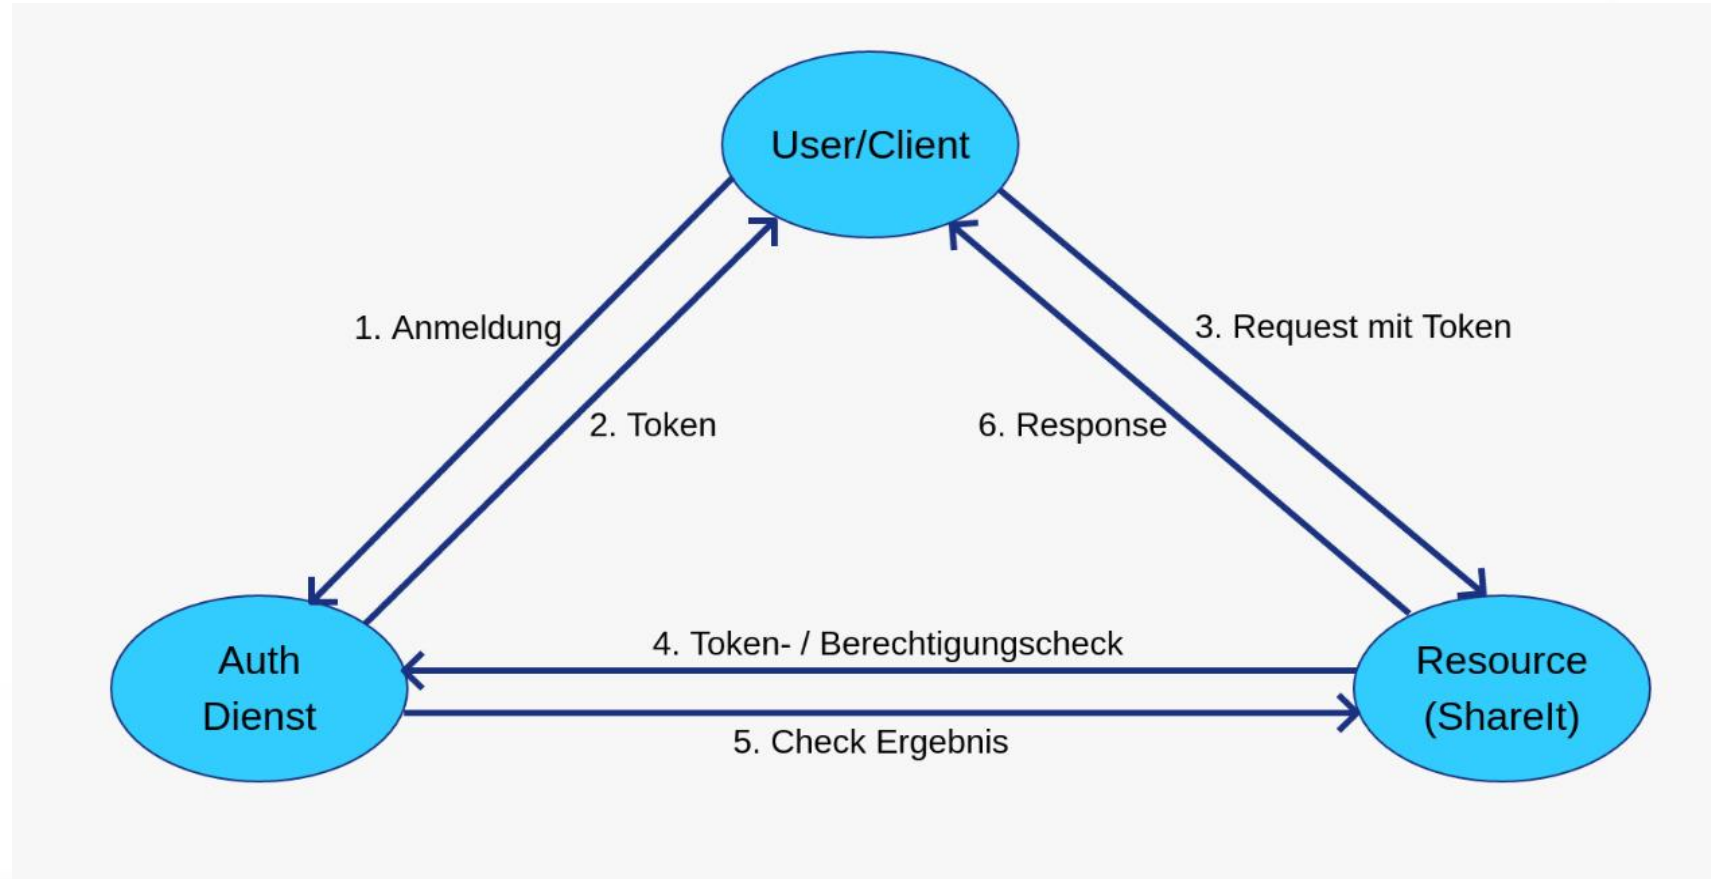 User/Client
1. Anmeldung
3. Request mit Token
2. Token
6. Response
4. Token- / Berechtigungscheck
Auth
Dienst
Resource
(ShareIt)
5. Check Ergebnis